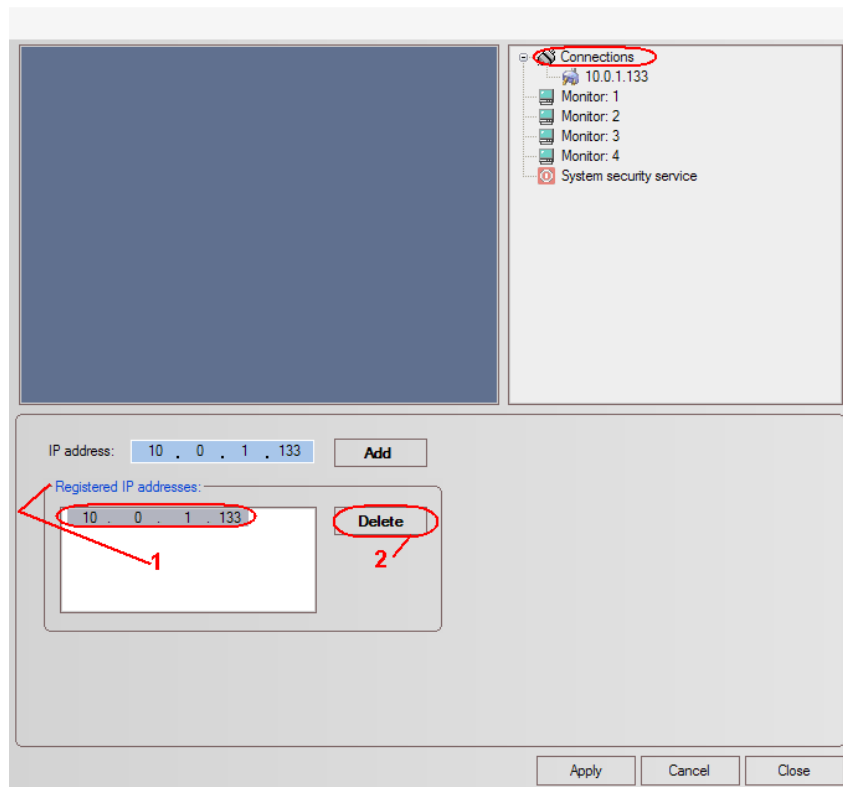 Connections
10.0.1.133
Monitor: 1
Monitor: 2
Monitor: 3
Monitor: 4
System security service
IP address: 10 . 0 . 1 . 133 Add
Registered IP addresses:
10 . 0 . 1 . 133 Delete
1 2
Apply Cancel Close